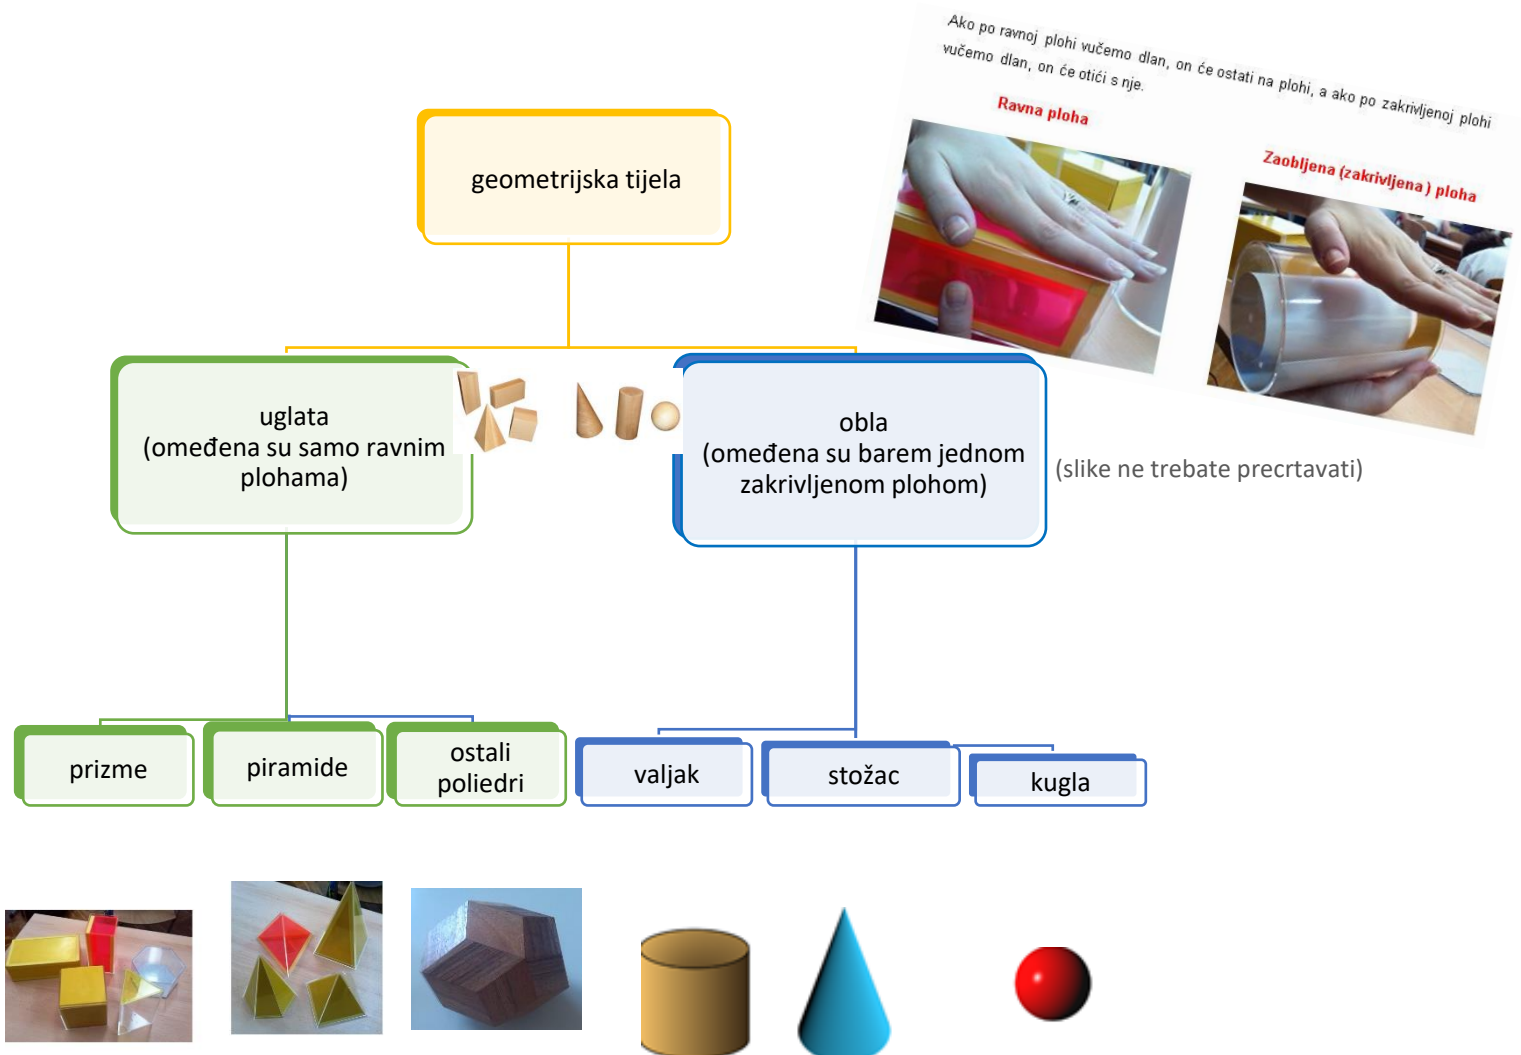 Ako po ravnoj plohi vučemo dlan, on će ostati na plohi, a ako po zakrivljenoj plohi
vučemo dlan, on će otići s nje.
Ravna ploha
Zaobljena (zakrivljena ) ploha
geometrijska tijela
uglata
(omeđena su samo ravnim
plohama)
obla
(omeđena su barem jednom
zakrivljenom plohom)
(slike ne trebate precrtavati)
prizme
piramide
ostali
poliedri
valjak
stožac
kugla